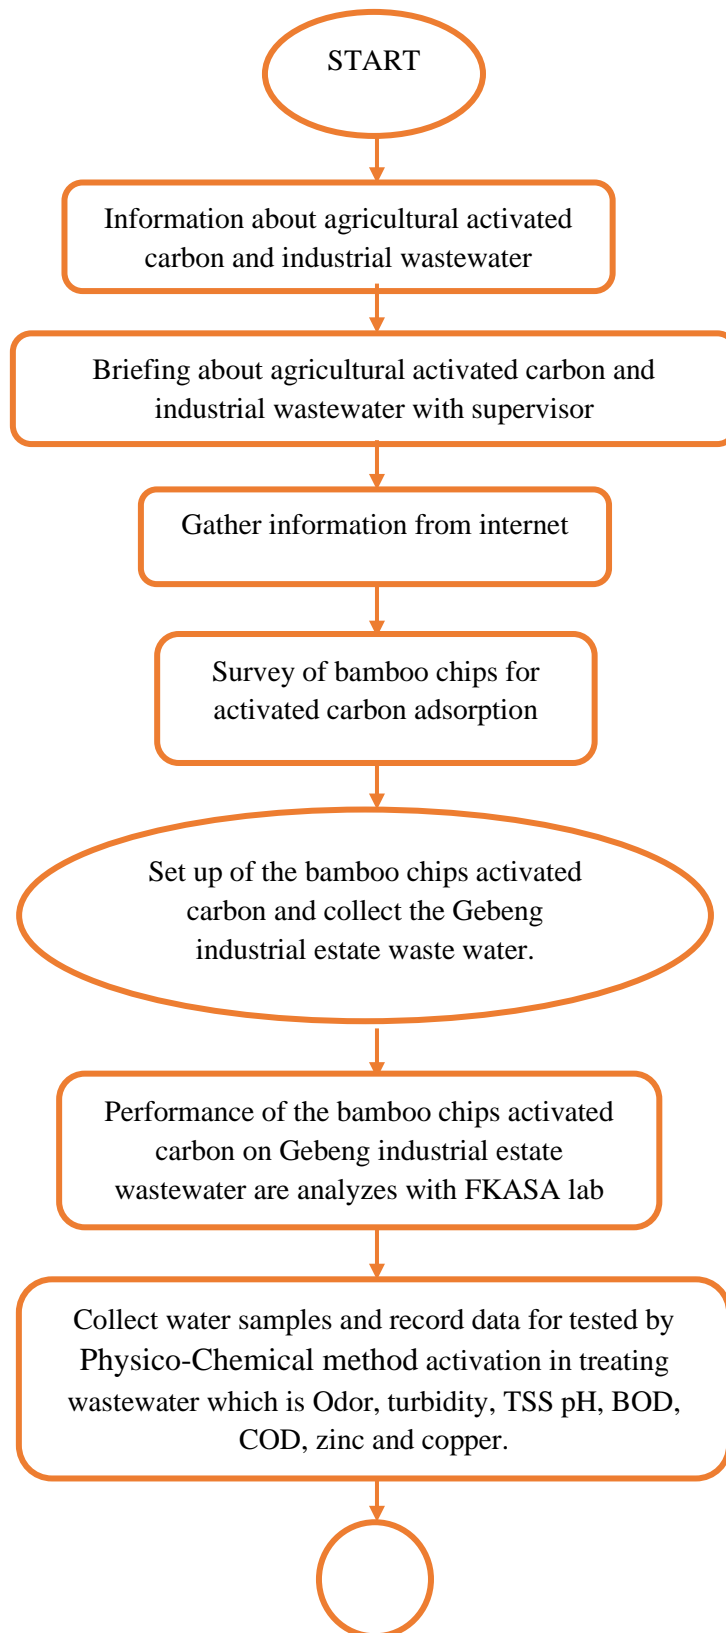 START
Information about agricultural activated
carbon and industrial wastewater
Briefing about agricultural activated carbon and
industrial wastewater with supervisor
Gather information from internet
Survey of bamboo chips for
activated carbon adsorption
Set up of the bamboo chips activated
carbon and collect the Gebeng
industrial estate waste water.
Performance of the bamboo chips activated
carbon on Gebeng industrial estate
wastewater are analyzes with FKASA lab
Collect water samples and record data for tested by
Physico-Chemical method activation in treating
wastewater which is Odor, turbidity, TSS pH, BOD,
COD, zinc and copper.